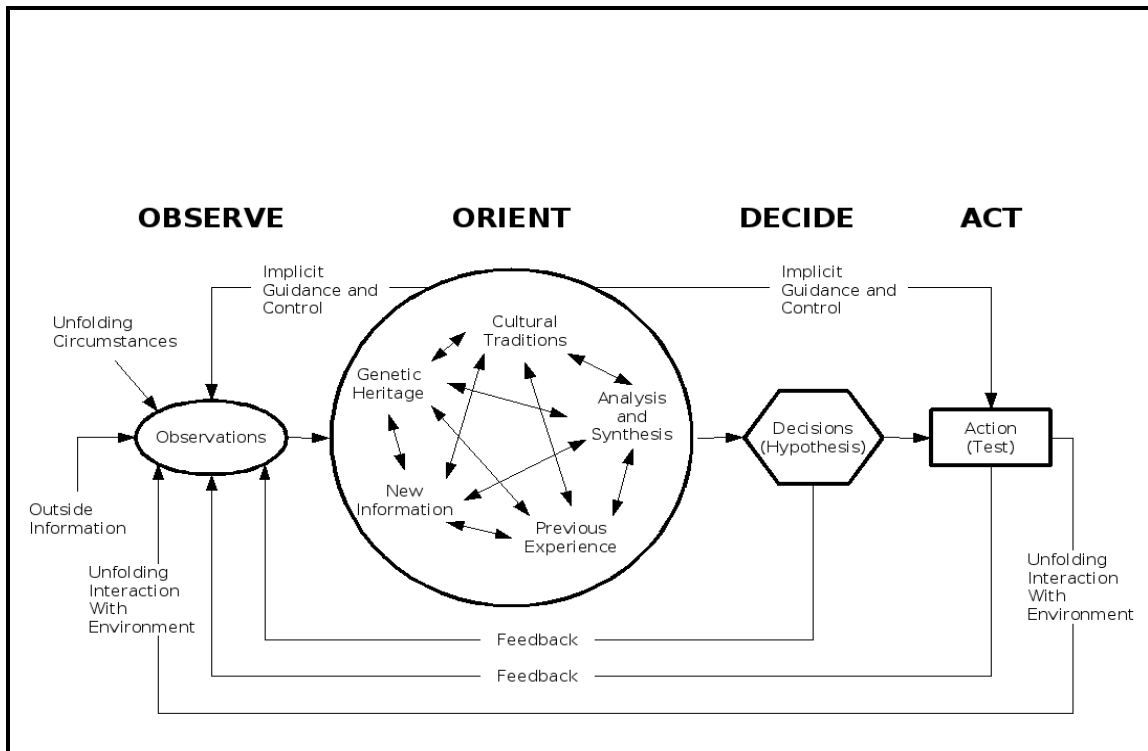 OBSERVE
ORIENT
DECIDE
ACT
Implicit
Guidance and
Control
Implicit
Guidance and
Control
Unfolding
Circumstances
Cultural
Traditions
Genetic
Heritage
Analysis
and
Synthesis
Observations
Decisions
(Hypothesis)
Action
(Test)
New
Information
Outside
Information
Previous
Experience
Unfolding
Interaction
With
Environment
Unfolding
Interaction
With
Environment
Feedback
Feedback